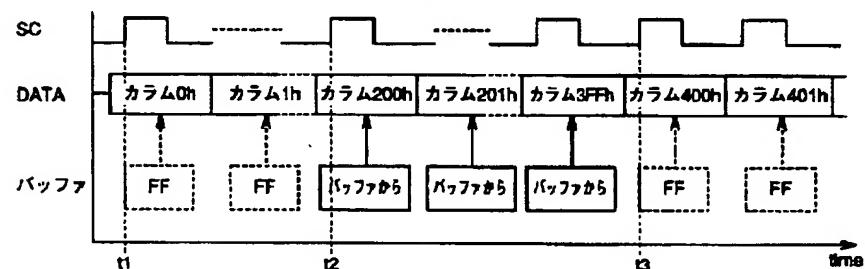 SC
DATA カラム0h カラム1h カラム200h カラム201h カラム3FFh カラム400h カラム401h
バッファ FF FF バッファから バッファから バッファから FF FF
t1 t2 t3 time